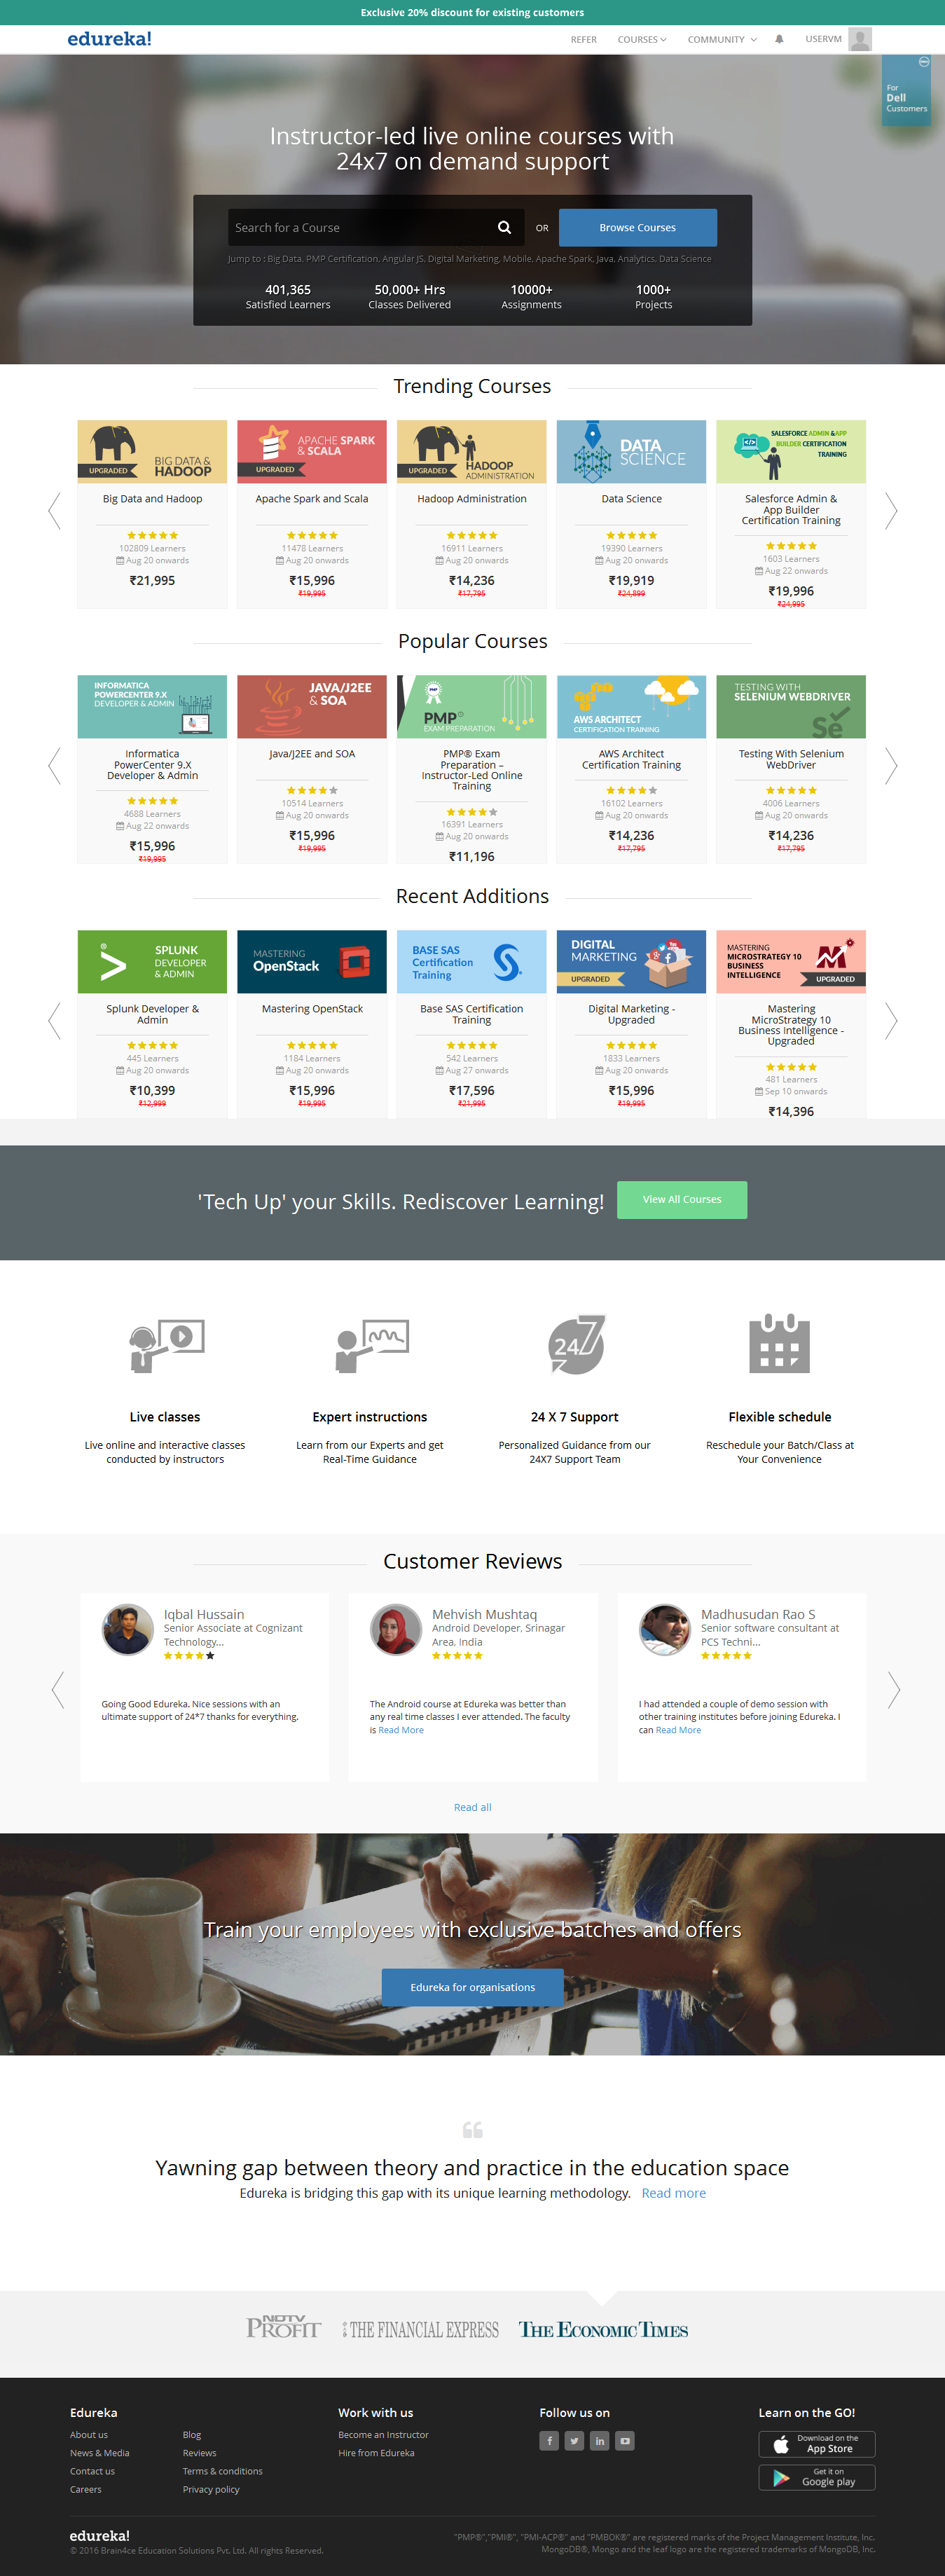 Exclusive 20% discount for existing customers
edureka!
REFER COURSES COMMUNITY USERVM
For
Dell
Customers
Instructor-led live online courses with
24x7 on demand support
Search for a Course OR Browse Courses
Jump to : Big Data, PMP Certification, Angular JS, Digital Marketing, Mobile, Apache Spark, Java, Analytics, Data Science
401,365 50,000+ Hrs 10000+ 1000+
Satisfied Learners Classes Delivered Assignments Projects
Trending Courses
UPGRADED BIG DATA & HADOOP
Big Data and Hadoop
102809 Learners
Aug 20 onwards
₹21,995
APACHE SPARK & SCALA UPGRADED
Apache Spark and Scala
11478 Learners
Aug 20 onwards
₹15,996
₹19,995
UPGRADED HADOOP ADMINISTRATION
Hadoop Administration
16911 Learners
Aug 20 onwards
₹14,236
₹17,795
DATA SCIENCE
Data Science
19390 Learners
Aug 20 onwards
₹19,919
₹24,899
SALESFORCE ADMIN &APP
BUILDER CERTIFICATION
TRAINING
Salesforce Admin &
App Builder
Certification Training
1603 Learners
Aug 22 onwards
₹19,996
₹24,995
Popular Courses
INFORMATICA
POWERCENTER 9.X
DEVELOPER & ADMIN
Informatica
PowerCenter 9.X
Developer & Admin
4688 Learners
Aug 22 onwards
₹15,996
₹19,995
JAVA/J2EE
& SOA
Java/J2EE and SOA
10514 Learners
Aug 20 onwards
₹15,996
₹19,995
PMP
PMP®
EXAM PREPARATION
PMP® Exam
Preparation –
Instructor-Led Online
Training
16391 Learners
Aug 20 onwards
₹11,196
AWS ARCHITECT
CERTIFICATION TRAINING
AWS Architect
Certification Training
16102 Learners
Aug 20 onwards
₹14,236
₹17,795
TESTING WITH
SELENIUM WEBDRIVER
Se
Testing With Selenium
WebDriver
4006 Learners
Aug 20 onwards
₹14,236
₹17,795
Recent Additions
SPLUNK
DEVELOPER
& ADMIN
Splunk Developer &
Admin
445 Learners
Aug 20 onwards
₹10,399
₹12,999
MASTERING
OpenStack
Mastering OpenStack
1184 Learners
Aug 20 onwards
₹15,996
₹19,995
BASE SAS
Certification
Training
Base SAS Certification
Training
542 Learners
Aug 27 onwards
₹17,596
₹21,995
DIGITAL
MARKETING
UPGRADED
Digital Marketing -
Upgraded
1833 Learners
Aug 20 onwards
₹15,996
₹19,995
MASTERING
MICROSTRATEGY 10
BUSINESS
INTELLIGENCE
UPGRADED
Mastering
MicroStrategy 10
Business Intelligence -
Upgraded
481 Learners
Sep 10 onwards
₹14,396
'Tech Up' your Skills. Rediscover Learning! View All Courses
24 7
Live classes
Live online and interactive classes
conducted by instructors
Expert instructions
Learn from our Experts and get
Real-Time Guidance
24 X 7 Support
Personalized Guidance from our
24X7 Support Team
Flexible schedule
Reschedule your Batch/Class at
Your Convenience
Customer Reviews
Iqbal Hussain
Senior Associate at Cognizant
Technology...
Going Good Edureka. Nice sessions with an
ultimate support of 24*7 thanks for everything.
Mehvish Mushtaq
Android Developer, Srinagar
Area, India
The Android course at Edureka was better than
any real time classes I ever attended. The faculty
is Read More
Madhusudan Rao S
Senior software consultant at
PCS Techni...
I had attended a couple of demo session with
other training institutes before joining Edureka. I
can Read More
Read all
Train your employees with exclusive batches and offers
Edureka for organisations
Yawning gap between theory and practice in the education space
Edureka is bridging this gap with its unique learning methodology. Read more
NDTV PROFIT THE FINANCIAL EXPRESS THE ECONOMIC TIMES
Edureka
About us Blog
News & Media Reviews
Contact us Terms & conditions
Careers Privacy policy
Work with us
Become an Instructor
Hire from Edureka
Follow us on
Learn on the GO!
Download on the
App Store
Get it on
Google play
edureka!
© 2016 Brain4ce Education Solutions Pvt. Ltd. All rights Reserved.
"PMP®","PMI®", "PMI-ACP®" and "PMBOK®" are registered marks of the Project Management Institute, Inc.
MongoDB®, Mongo and the leaf logo are the registered trademarks of MongoDB, Inc.